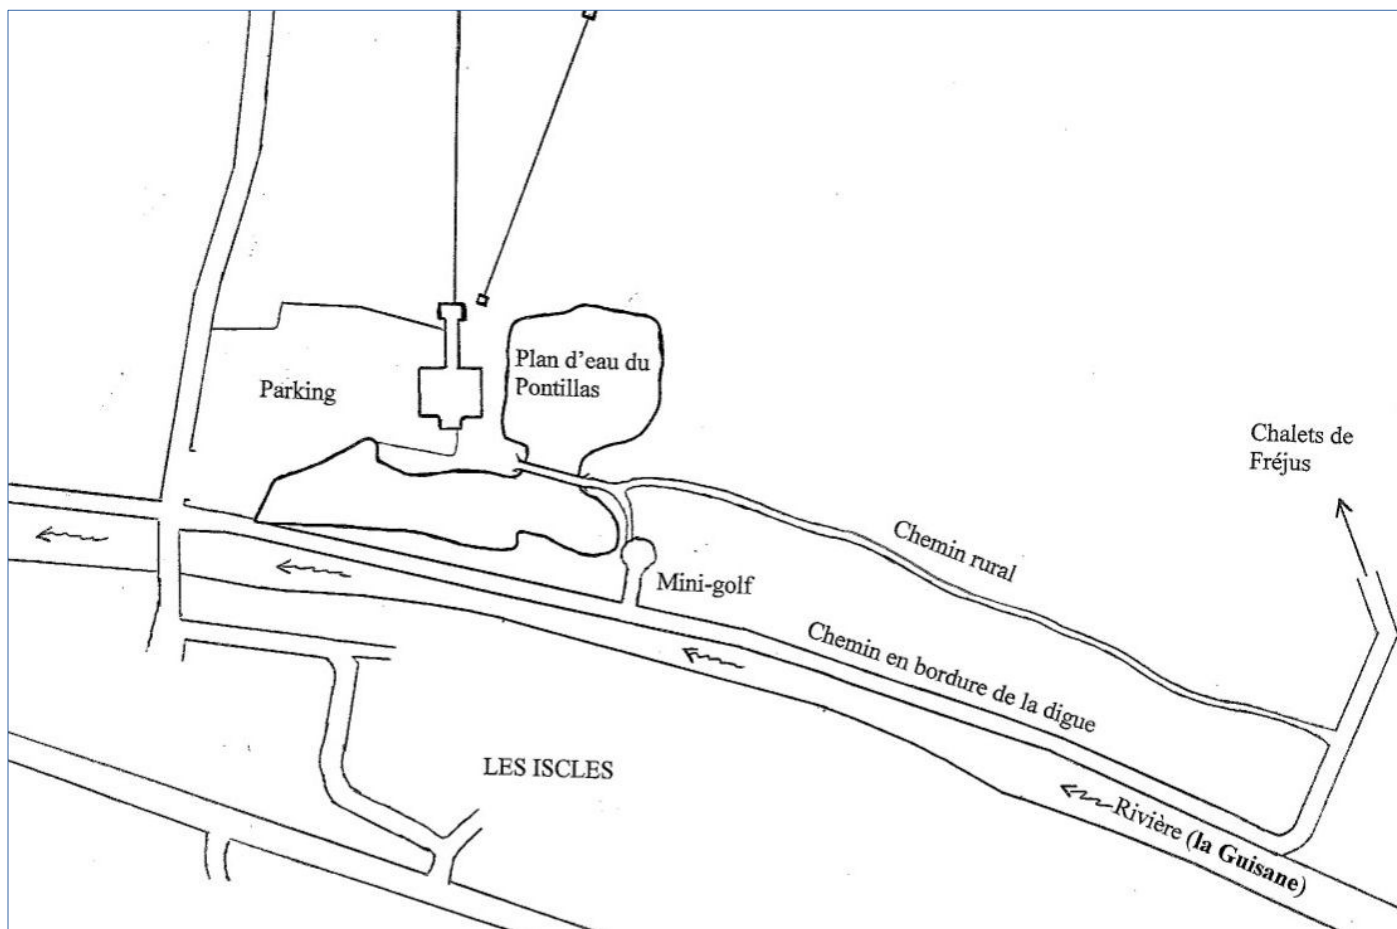 Plan d'eau du
Pontillas
Parking
Chalets de
Fréjus
Chemin rural
Mini-golf
Chemin en bordure de la digue
LES ISCLES
Rivière (la Guisane)